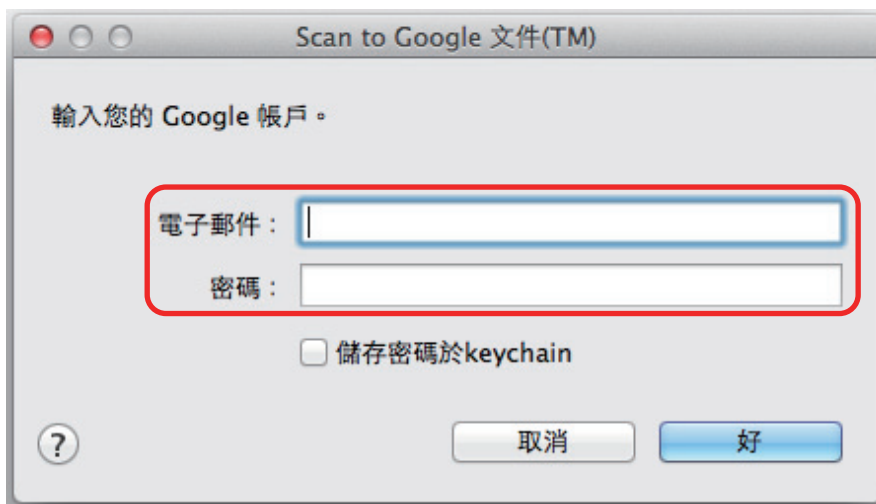 Scan to Google 文件(TM)
輸入您的 Google 帳戶。
電子郵件：
密碼：
儲存密碼於keychain
?
取消
好